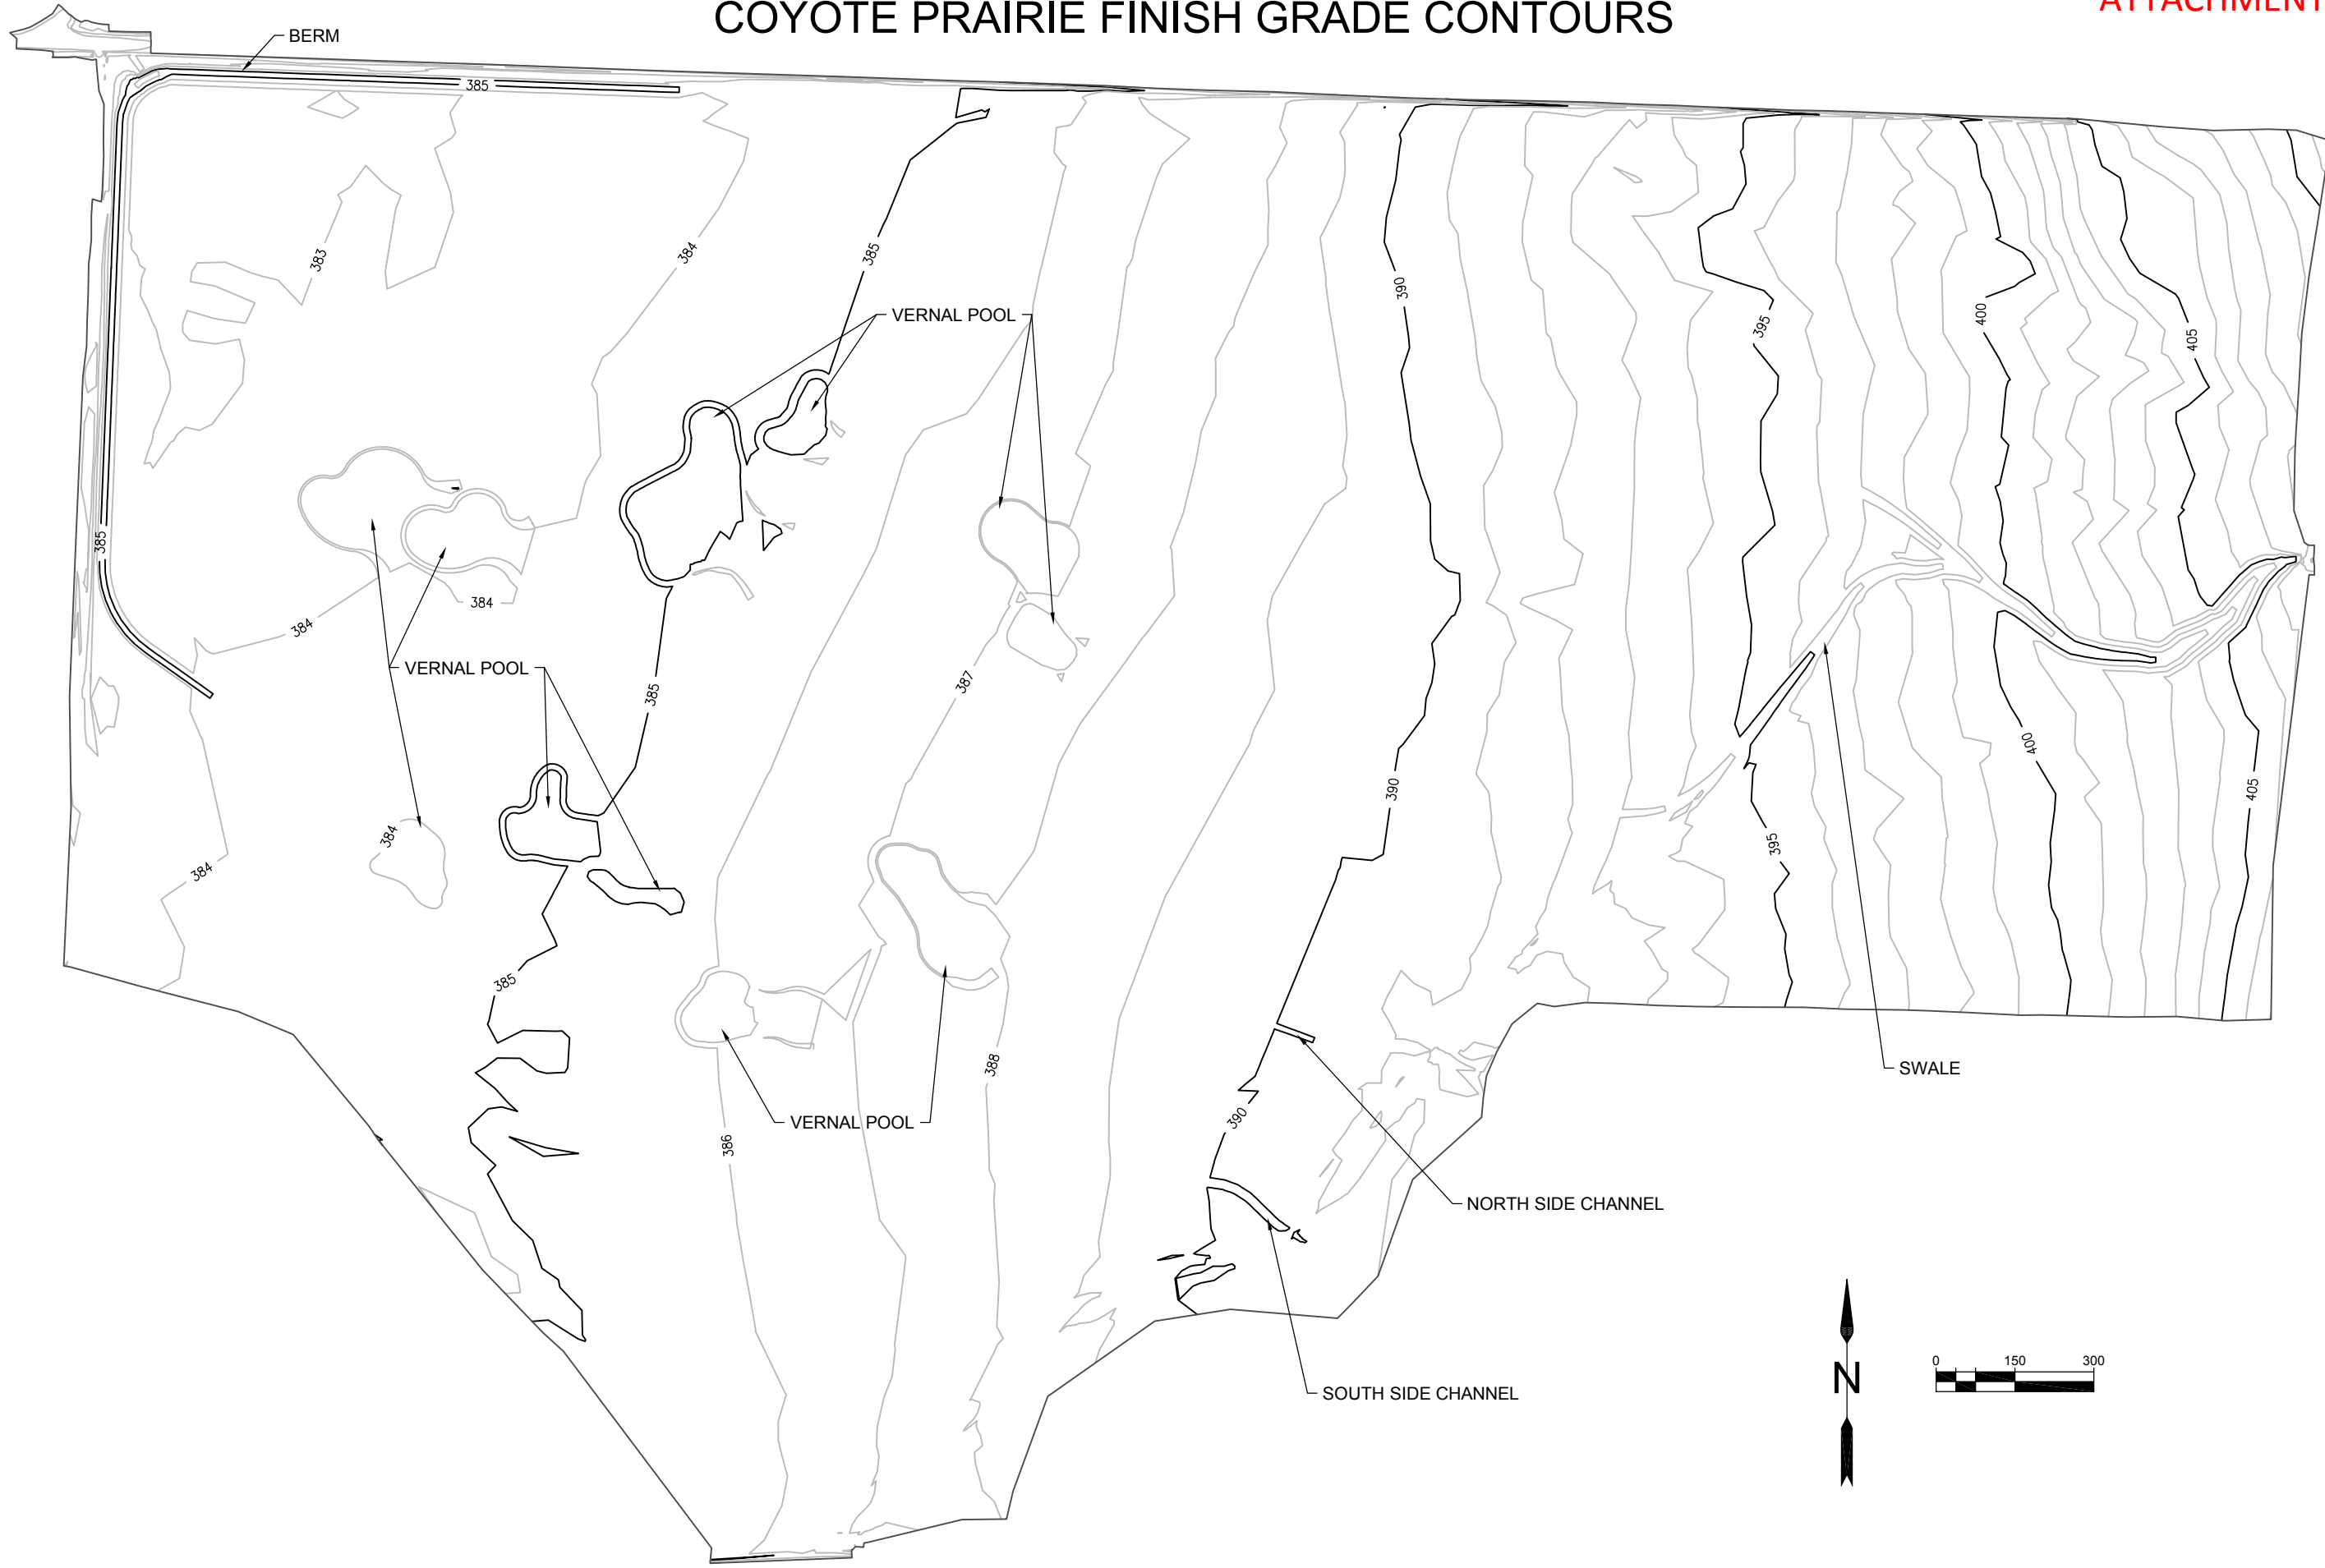 COYOTE PRAIRIE FINISH GRADE CONTOURS
ATTACHMENT
BERM
385
383
384
385
VERNAL POOL
390
395
400
405
385
384
384
VERNAL POOL
385
387
384
384
390
395
400
405
385
386
VERNAL POOL
388
390
SWALE
NORTH SIDE CHANNEL
SOUTH SIDE CHANNEL
N
0 150 300